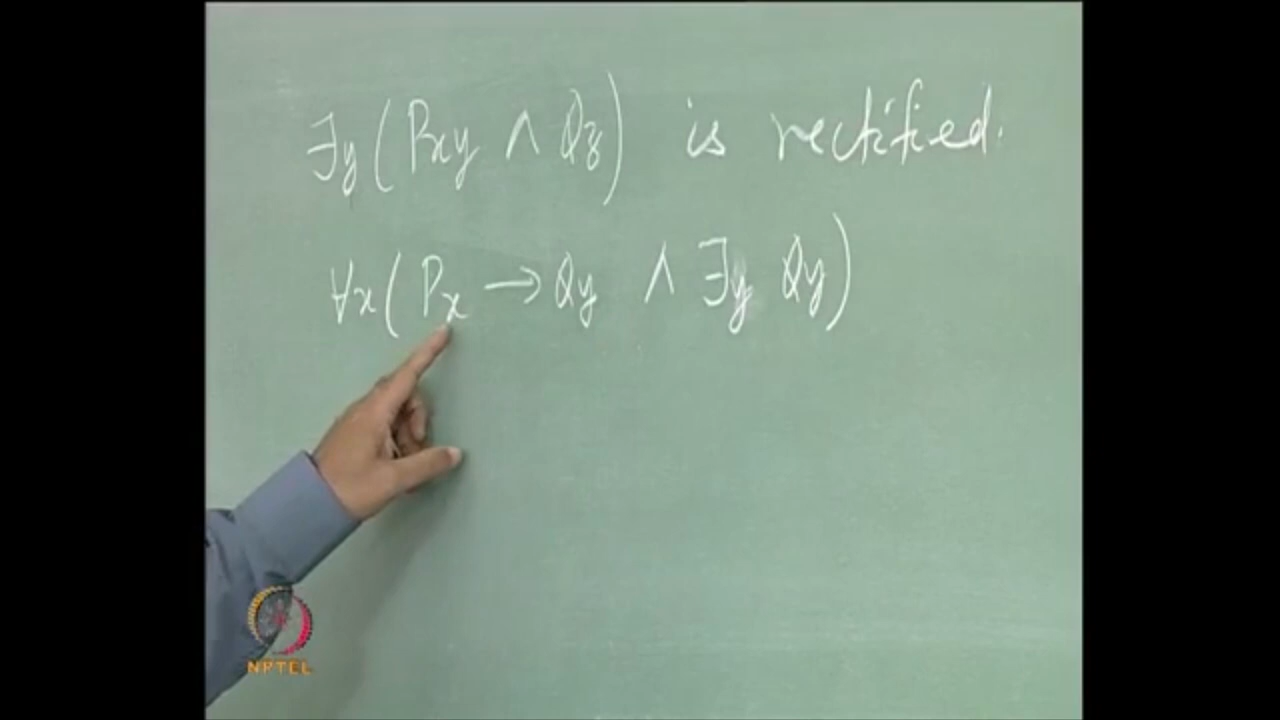 ∃y(Pxy ∧ Qz) is rectified.
∀x(Px → Qy ∧ ∃y Qy)
NPTEL